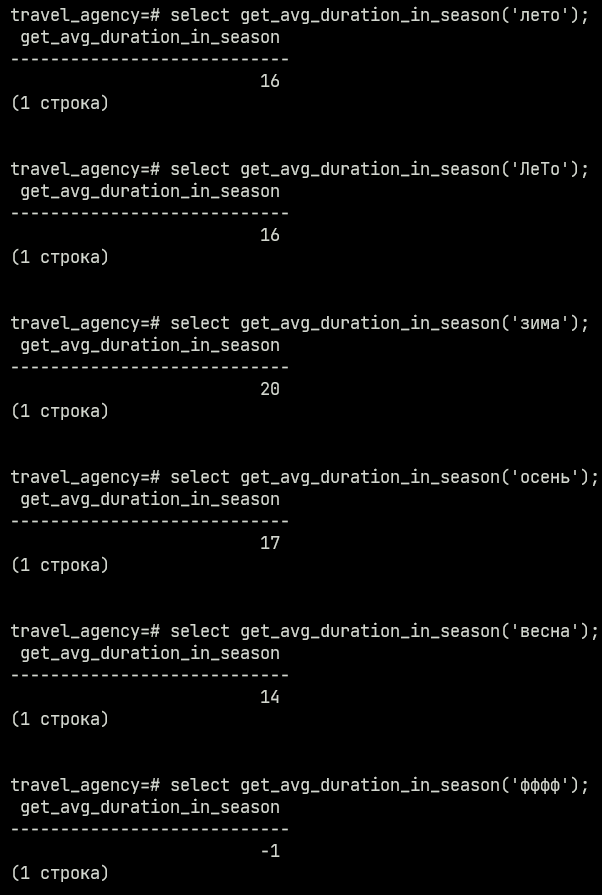 travel_agency=# select get_avg_duration_in_season('лето');
 get_avg_duration_in_season
----------------------------
                         16
(1 строка)
travel_agency=# select get_avg_duration_in_season('ЛеТо');
 get_avg_duration_in_season
----------------------------
                         16
(1 строка)
travel_agency=# select get_avg_duration_in_season('зима');
 get_avg_duration_in_season
----------------------------
                         20
(1 строка)
travel_agency=# select get_avg_duration_in_season('осень');
 get_avg_duration_in_season
----------------------------
                         17
(1 строка)
travel_agency=# select get_avg_duration_in_season('весна');
 get_avg_duration_in_season
----------------------------
                         14
(1 строка)
travel_agency=# select get_avg_duration_in_season('фффф');
 get_avg_duration_in_season
----------------------------
                         -1
(1 строка)